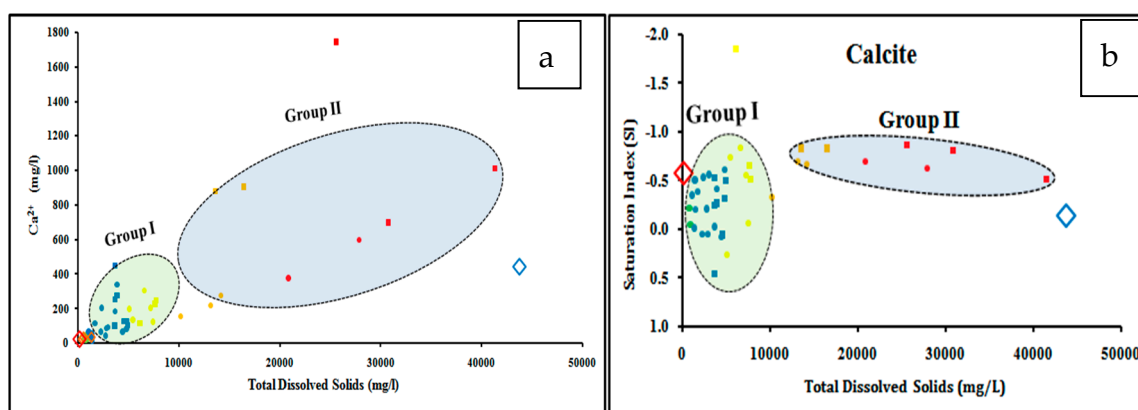 a
1800
1600
1400
1200
1000
800
600
400
200
0
Ca²⁺ (mg/l)
Group II
Group I
0 10000 20000 30000 40000 50000
Total Dissolved Solids (mg/l)
b
Calcite
-2.0
-1.5
-1.0
-0.5
0.0
0.5
1.0
Saturation Index (SI)
Group I
Group II
0 10000 20000 30000 40000 50000
Total Dissolved Solids (mg/L)